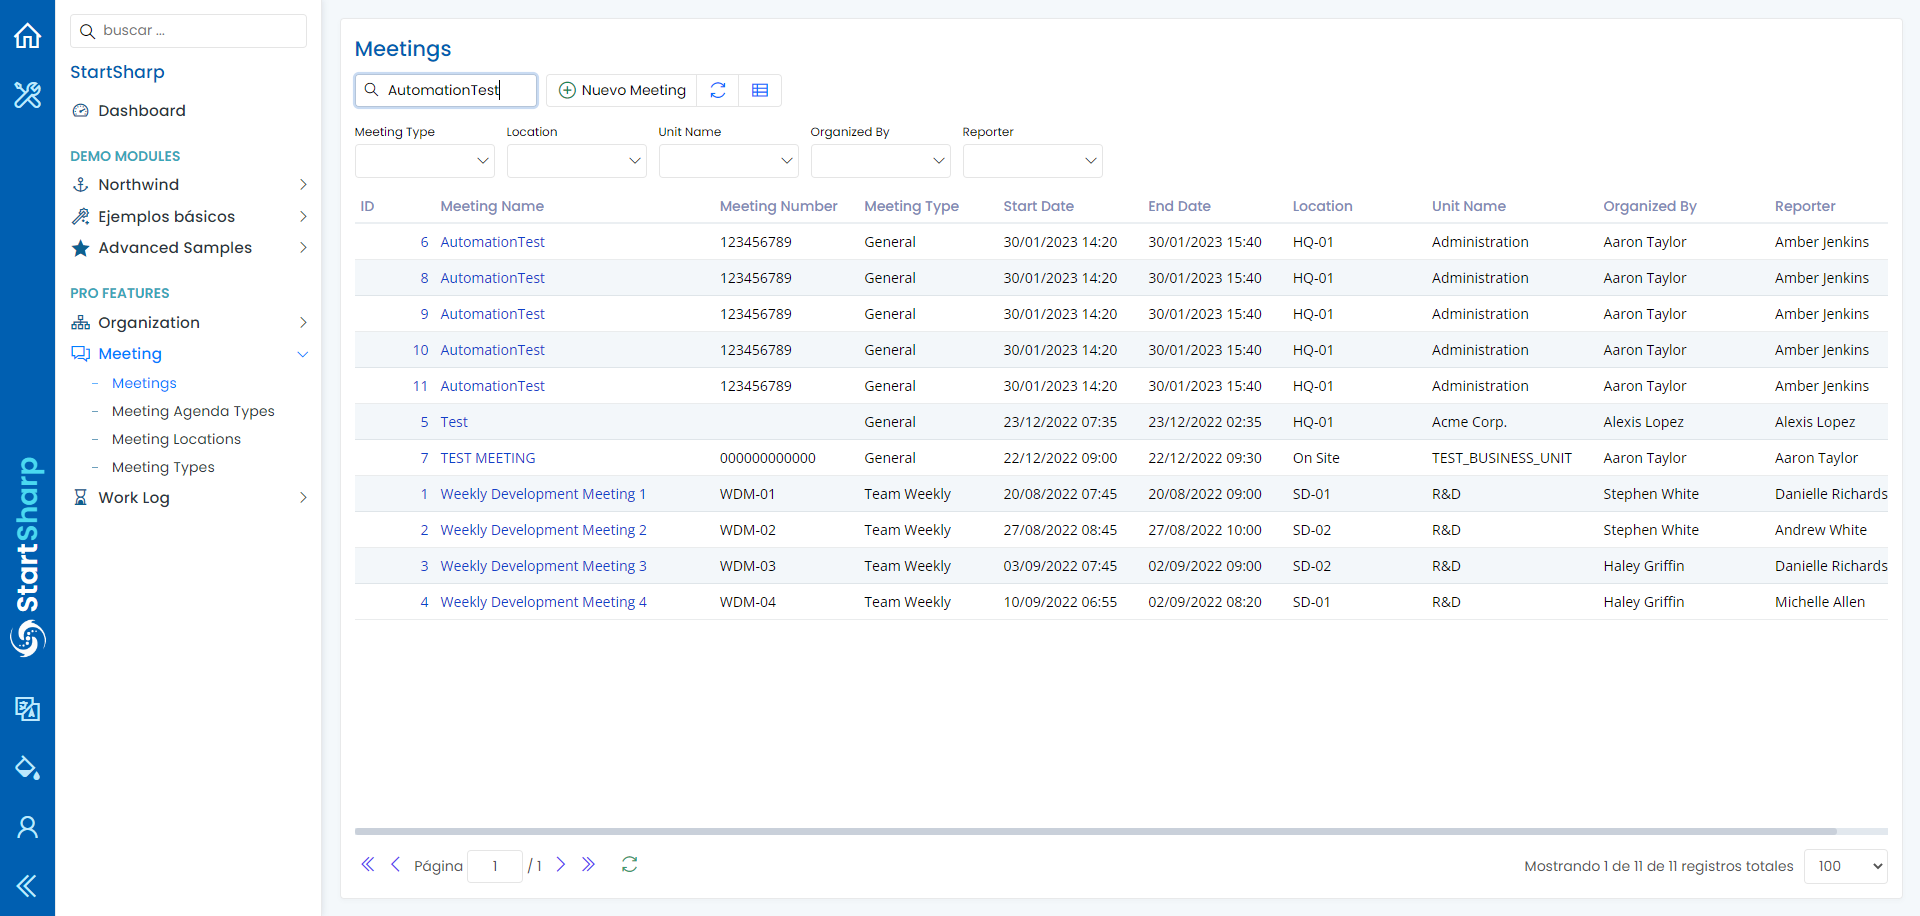 buscar ...
StartSharp
Dashboard
DEMO MODULES
Northwind
Ejemplos básicos
Advanced Samples
PRO FEATURES
Organization
Meeting
Meetings
Meeting Agenda Types
Meeting Locations
Meeting Types
Work Log
StartSharp
Meetings
AutomationTest Nuevo Meeting
Meeting Type Location Unit Name Organized By Reporter
ID Meeting Name Meeting Number Meeting Type Start Date End Date Location Unit Name Organized By Reporter
6 AutomationTest 123456789 General 30/01/2023 14:20 30/01/2023 15:40 HQ-01 Administration Aaron Taylor Amber Jenkins
8 AutomationTest 123456789 General 30/01/2023 14:20 30/01/2023 15:40 HQ-01 Administration Aaron Taylor Amber Jenkins
9 AutomationTest 123456789 General 30/01/2023 14:20 30/01/2023 15:40 HQ-01 Administration Aaron Taylor Amber Jenkins
10 AutomationTest 123456789 General 30/01/2023 14:20 30/01/2023 15:40 HQ-01 Administration Aaron Taylor Amber Jenkins
11 AutomationTest 123456789 General 30/01/2023 14:20 30/01/2023 15:40 HQ-01 Administration Aaron Taylor Amber Jenkins
5 Test General 23/12/2022 07:35 23/12/2022 02:35 HQ-01 Acme Corp. Alexis Lopez Alexis Lopez
7 TEST MEETING 000000000000 General 22/12/2022 09:00 22/12/2022 09:30 On Site TEST_BUSINESS_UNIT Aaron Taylor Aaron Taylor
1 Weekly Development Meeting 1 WDM-01 Team Weekly 20/08/2022 07:45 20/08/2022 09:00 SD-01 R&D Stephen White Danielle Richards
2 Weekly Development Meeting 2 WDM-02 Team Weekly 27/08/2022 08:45 27/08/2022 10:00 SD-02 R&D Stephen White Andrew White
3 Weekly Development Meeting 3 WDM-03 Team Weekly 03/09/2022 07:45 02/09/2022 09:00 SD-02 R&D Haley Griffin Danielle Richards
4 Weekly Development Meeting 4 WDM-04 Team Weekly 10/09/2022 06:55 02/09/2022 08:20 SD-01 R&D Haley Griffin Michelle Allen
Página 1 / 1 Mostrando 1 de 11 de 11 registros totales 100